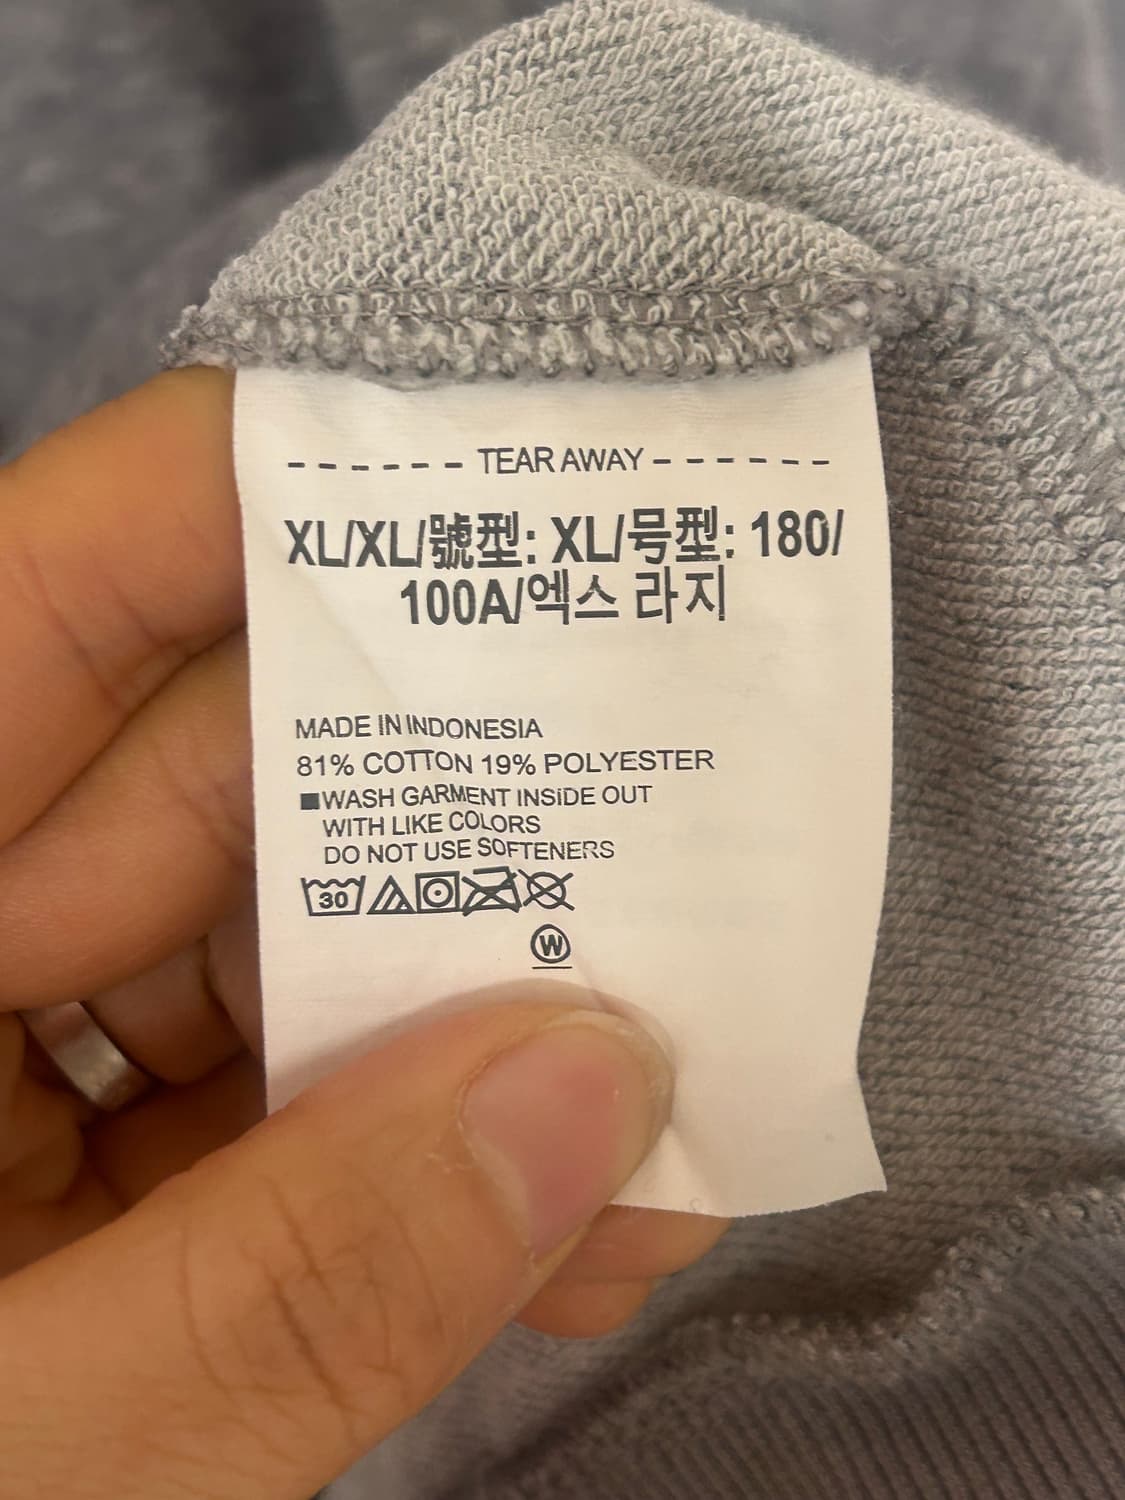 ------ TEAR AWAY ------
XL/XL/號型: XL/号型: 180/
100A/엑스 라지
MADE IN INDONESIA
81% COTTON 19% POLYESTER
■WASH GARMENT INSiDE OUT
WITH LIKE COLORS
DO NOT USE SOFTENERS
30
W